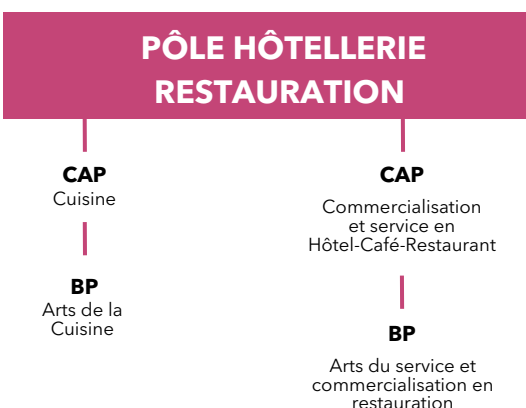 PÔLE HÔTELLERIE
RESTAURATION
CAP
Cuisine
BP
Arts de la
Cuisine
CAP
Commercialisation
et service en
Hôtel-Café-Restaurant
BP
Arts du service et
commercialisation en
restauration